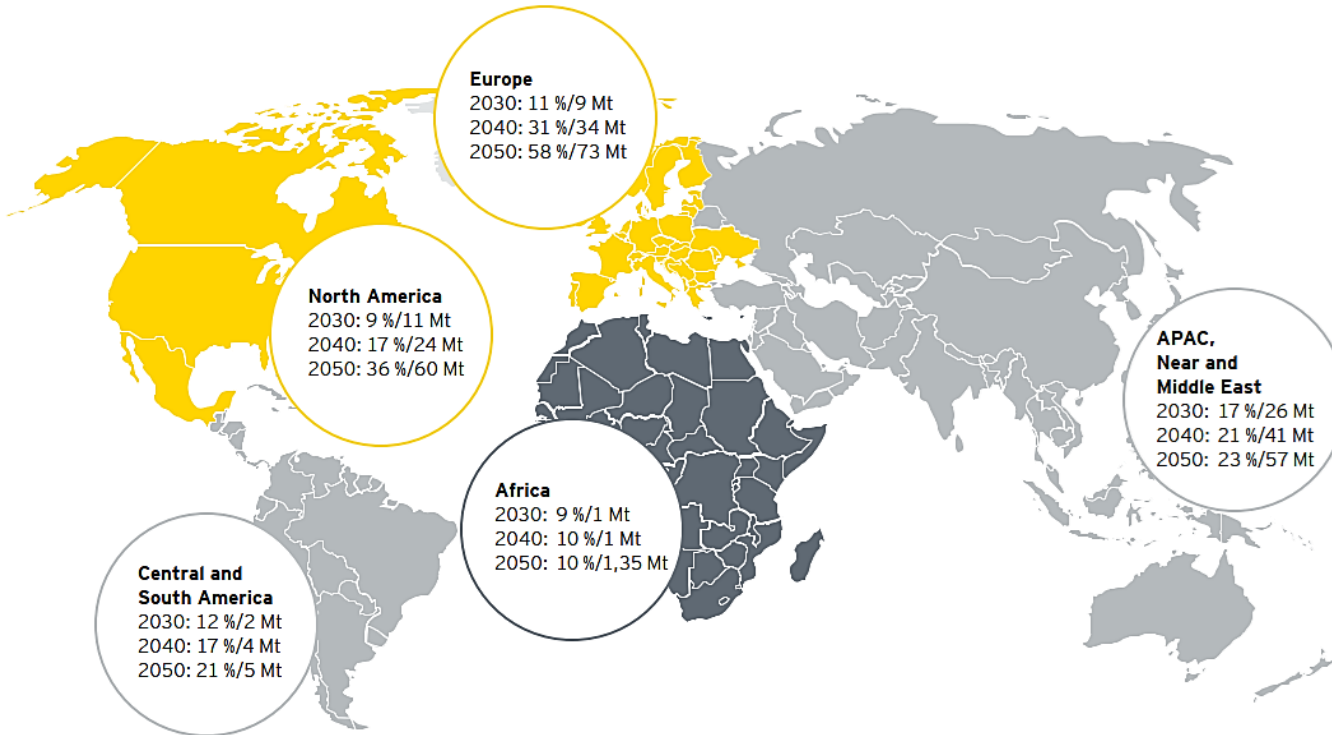 Europe
2030: 11 %/9 Mt
2040: 31 %/34 Mt
2050: 58 %/73 Mt
North America
2030: 9 %/11 Mt
2040: 17 %/24 Mt
2050: 36 %/60 Mt
APAC,
Near and
Middle East
2030: 17 %/26 Mt
2040: 21 %/41 Mt
2050: 23 %/57 Mt
Africa
2030: 9 %/1 Mt
2040: 10 %/1 Mt
2050: 10 %/1,35 Mt
Central and
South America
2030: 12 %/2 Mt
2040: 17 %/4 Mt
2050: 21 %/5 Mt